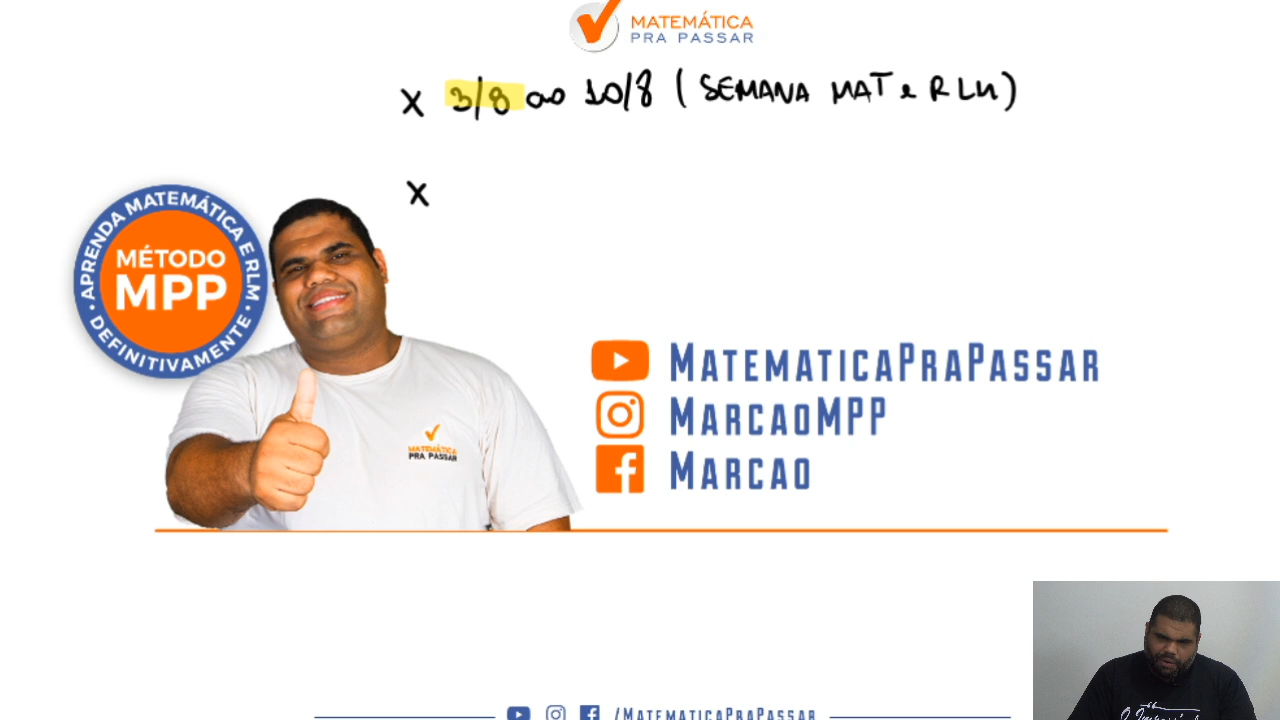 MATEMÁTICA
PRA PASSAR
x 3/8 ao 10/8 (SEMANA MAT e RLM)
x
APRENDA MATEMÁTICA E RLM • DEFINITIVAMENTE •
MÉTODO
MPP
MATEMATICAPRAPASSAR
MARCAOMPP
MARCAO
MATEMÁTICA
PRA PASSAR
/MATEMATICAPRAPASSAR